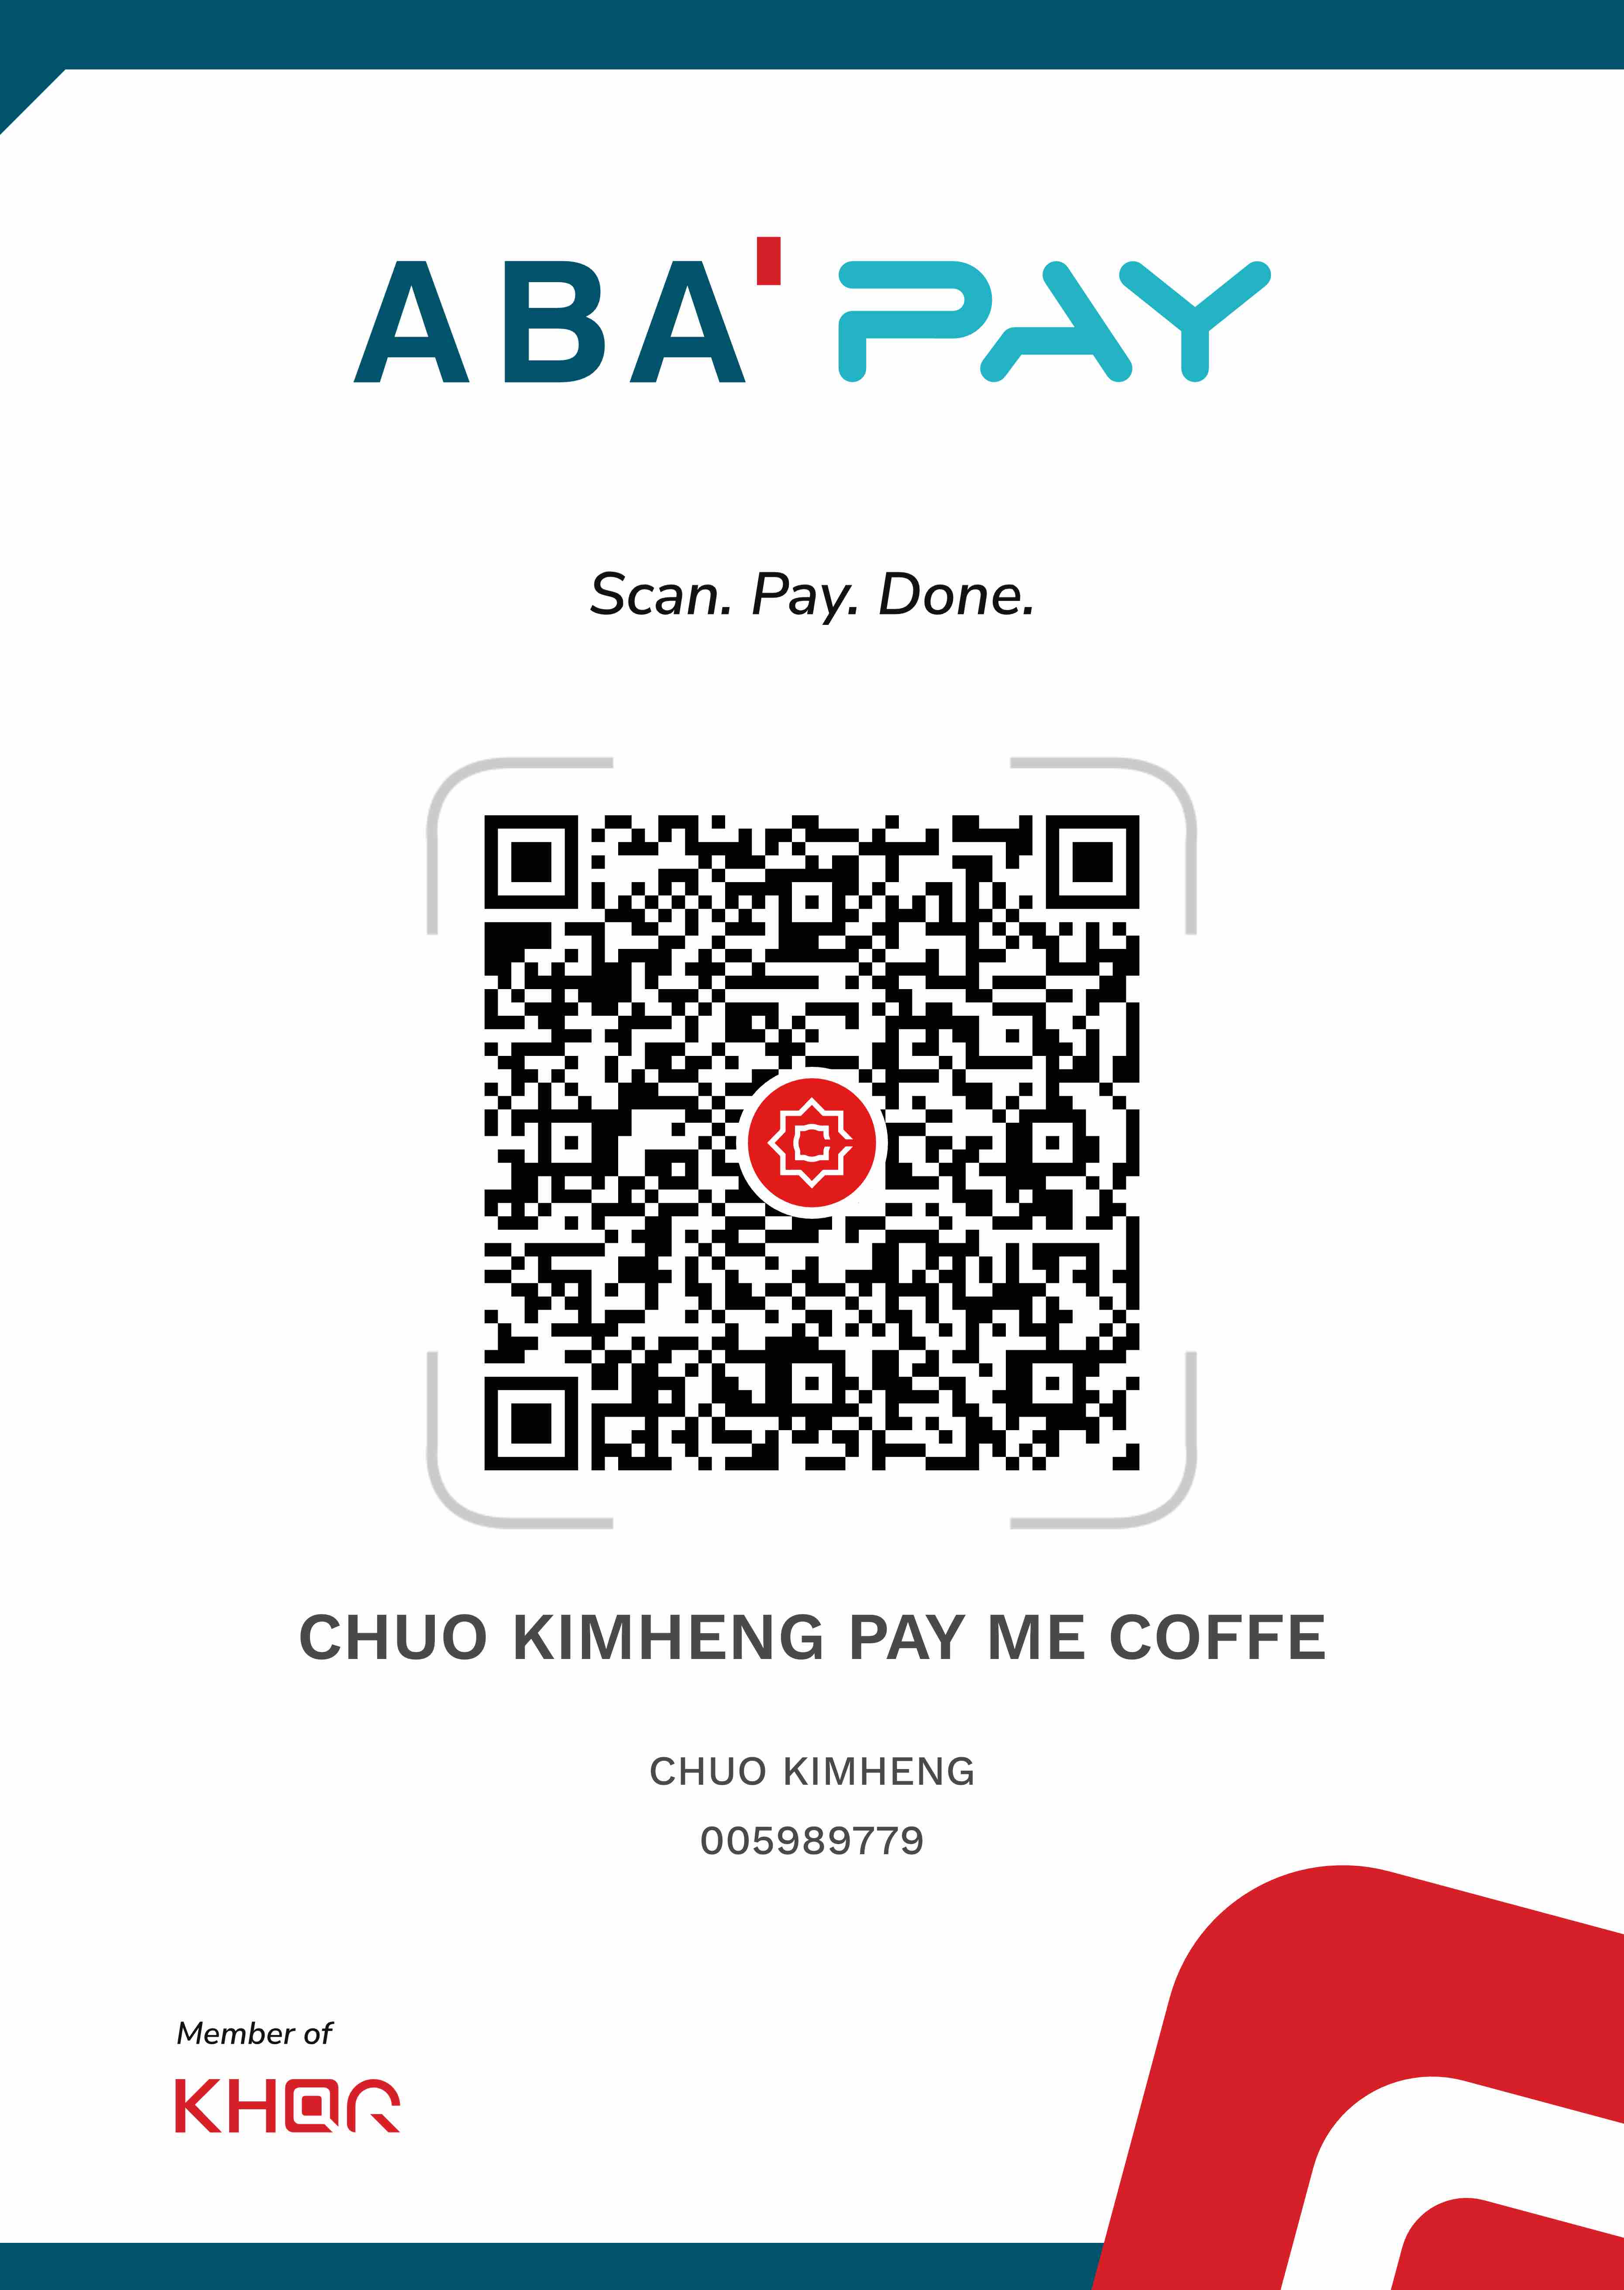 ABA' PAY
Scan. Pay. Done.
CHUO KIMHENG PAY ME COFFE
CHUO KIMHENG
005989779
Member of
KHQR